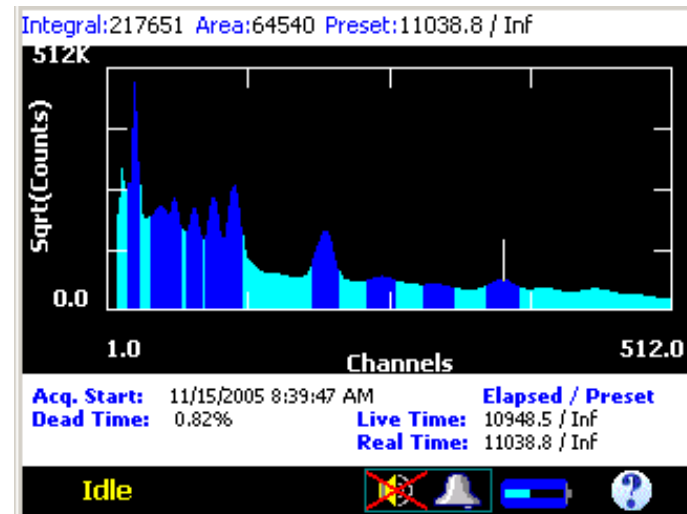 Integral:217651 Area:64540 Preset:11038.8 / Inf
512K
Sqrt(Counts)
0.0
1.0 Channels 512.0
Acq. Start: 11/15/2005 8:39:47 AM Elapsed / Preset
Dead Time: 0.82% Live Time: 10948.5 / Inf
Real Time: 11038.8 / Inf
Idle ?